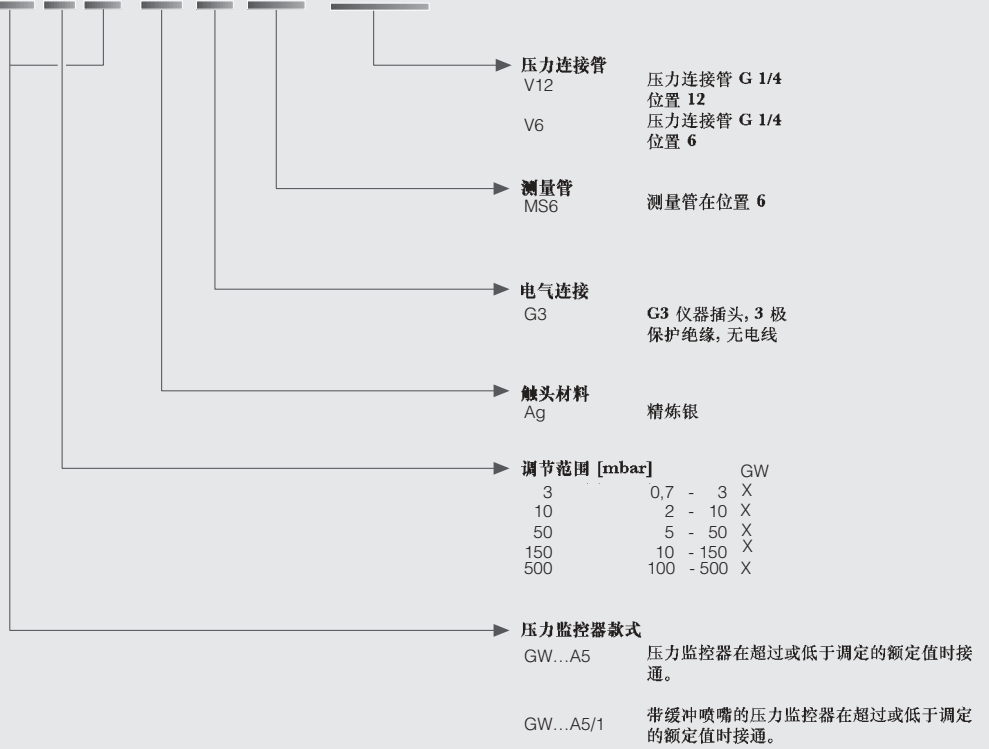 压力连接管
V12 压力连接管 G 1/4
位置 12
V6 压力连接管 G 1/4
位置 6
测量管
MS6 测量管在位置 6
电气连接
G3 G3 仪器插头, 3 极
保护绝缘, 无电线
触头材料
Ag 精炼银
调节范围 [mbar] GW
3 0,7 - 3 X
10 2 - 10 X
50 5 - 50 X
150 10 - 150 X
500 100 - 500 X
压力监控器款式
GW...A5 压力监控器在超过或低于调定的额定值时接
通。
GW...A5/1 带缓冲喷嘴的压力监控器在超过或低于调定
的额定值时接通。